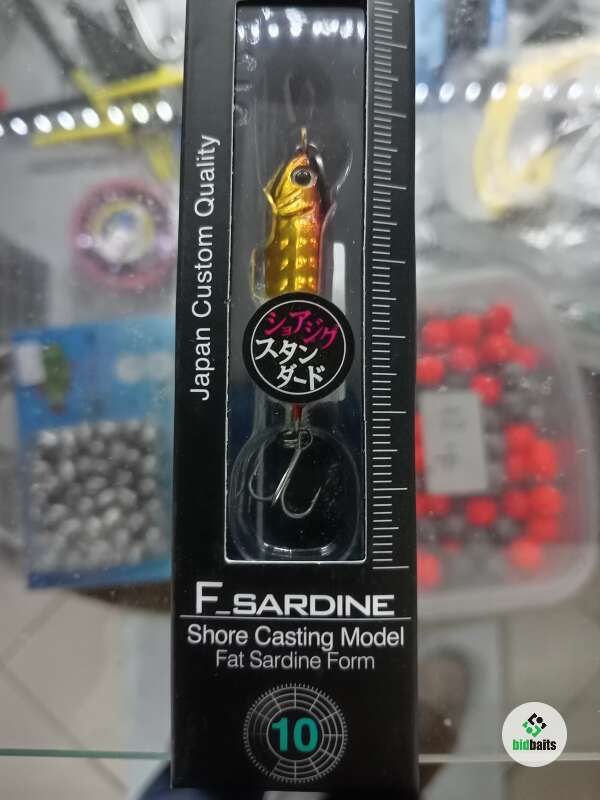 Japan Custom Quality
ショアジグ
スタン
ダード
F_SARDINE
Shore Casting Model
Fat Sardine Form
10
bidbaits